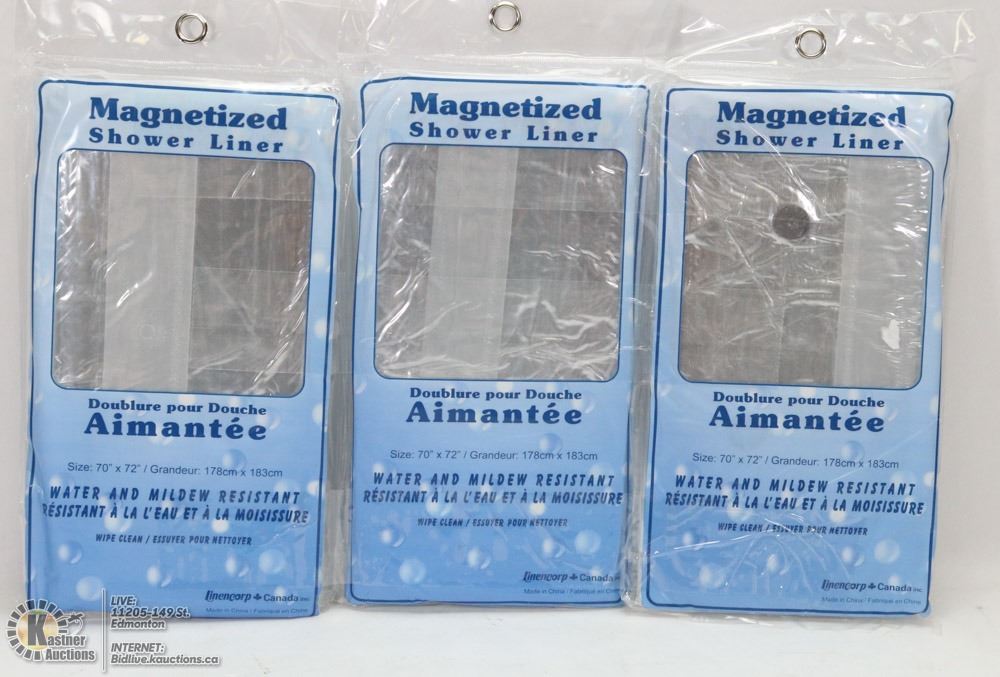 Magnetized
Shower Liner
Doublure pour Douche
Aimantée
Size: 70" x 72" / Grandeur: 178cm x 183cm
WATER AND MILDEW RESISTANT
RÉSISTANT À LA L'EAU ET À LA MOISISSURE
WIPE CLEAN / ESSUYER POUR NETTOYER
Linencorp Canada inc
Made in China / Fabriqué en Chine
Magnetized
Shower Liner
Doublure pour Douche
Aimantée
Size: 70" x 72" / Grandeur: 178cm x 183cm
WATER AND MILDEW RESISTANT
RÉSISTANT À LA L'EAU ET À LA MOISISSURE
WIPE CLEAN / ESSUYER POUR NETTOYER
Linencorp Canada
Made in China / Fabriqué en Chine
Magnetized
Shower Liner
Doublure pour Douche
Aimantée
Size: 70" x 72" / Grandeur: 178cm x 183cm
WATER AND MILDEW RESISTANT
RÉSISTANT À LA L'EAU ET À LA MOISISSURE
WIPE CLEAN / ESSUYER POUR NETTOYER
Linencorp Canada inc
Made in China / Fabriqué en Chine
Kastner
Auctions
LIVE:
11205-149 St.
Edmonton
INTERNET:
Bidlive.kauctions.ca